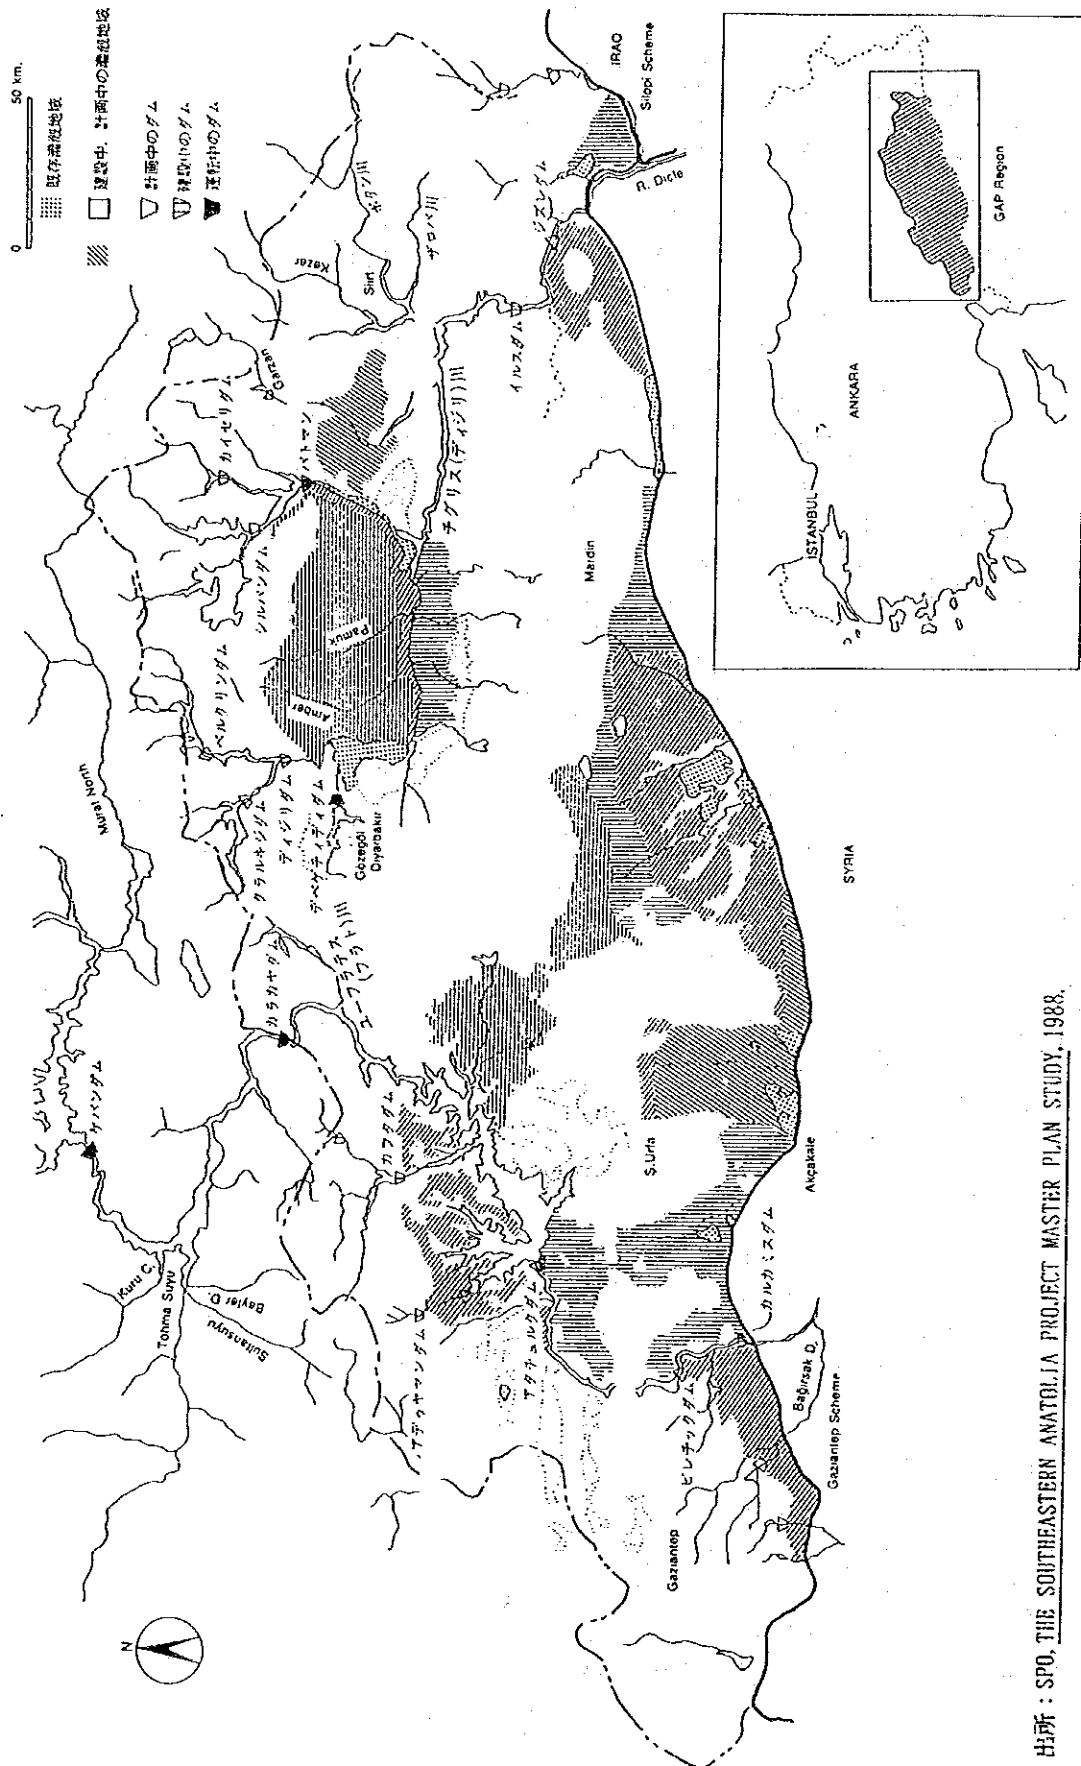 0 50 km.
既存灌漑地域
建設中, 計画中の灌漑地域
計画中のダム
建設中のダム
運転中のダム
N
Murat North
ケバンダム
Kuru C.
Tohma Suyu
Bayler D.
Sultansuyu
カラカヤダム
ユーフラテス(フラト)川
カフタダム
アデゥヤマンダム
アタチュルクダム
クラルキジダム
ディジリダム
デベゲティディダム
Gözegöl
Diyarbakır
ベルクリンダム
シルバンダム
カイセリダム
バトマン
Garzan
Amber
Pamuk
チグリス(ディジリ)川
Kezer
Siirt
ボタン川
ザロバリ川
イルスダム
ジズレダム
R. Dicle
IRAQ
Silopi Scheme
Mardin
Ş.Urfa
Akçakale
SYRIA
Gaziantep
ビレチックダム
カルカミスダム
Bağırsak D.
Gaziantep Scheme
ISTANBUL
ANKARA
GAP Region
出所 : SPO, THE SOUTHEASTERN ANATOLIA PROJECT MASTER PLAN STUDY, 1988.